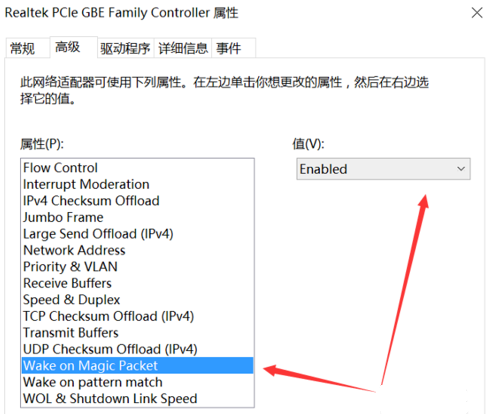 Realtek PCIe GBE Family Controller 属性
常规 高级 驱动程序 详细信息 事件
此网络适配器可使用下列属性。在左边单击你想更改的属性，然后在右边选
择它的值。
属性(P): 值(V):
Flow Control Enabled
Interrupt Moderation
IPv4 Checksum Offload
Jumbo Frame
Large Send Offload (IPv4)
Network Address
Priority & VLAN
Receive Buffers
Speed & Duplex
TCP Checksum Offload (IPv4)
Transmit Buffers
UDP Checksum Offload (IPv4)
Wake on Magic Packet
Wake on pattern match
WOL & Shutdown Link Speed